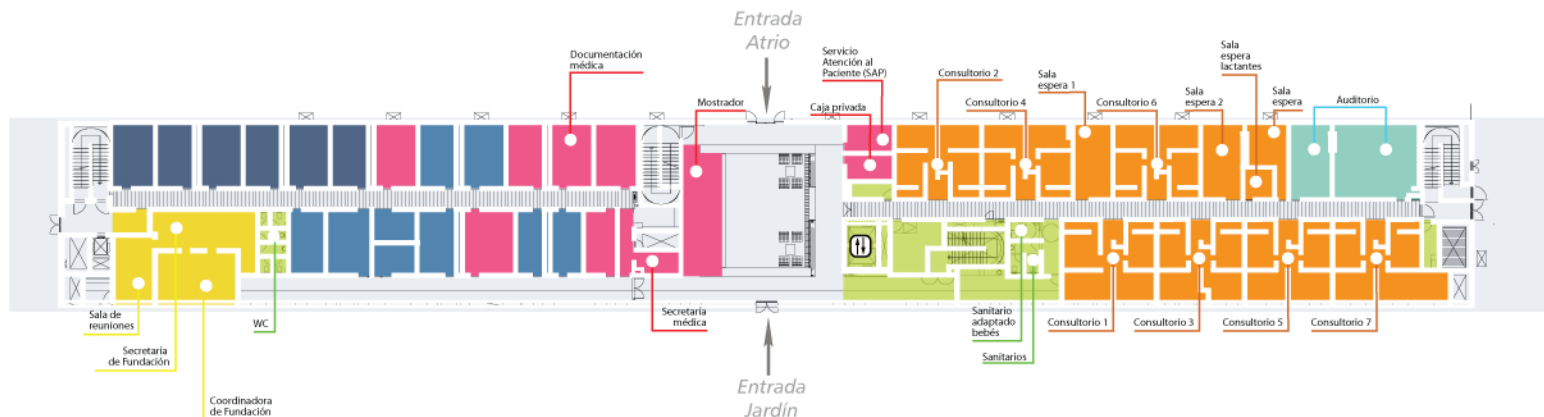 Entrada
Atrio
Documentación
médica
Mostrador
Servicio
Atención al
Paciente (SAP)
Caja privada
Consultorio 2
Consultorio 4
Sala
espera 1
Consultorio 6
Sala
espera 2
Sala
espera
lactantes
Sala
espera
Auditorio
Sala de
reuniones
Secretaría
de Fundación
Coordinadora
de Fundación
WC
Secretaría
médica
Entrada
Jardín
Sanitario
adaptado
bebés
Sanitarios
Consultorio 1
Consultorio 3
Consultorio 5
Consultorio 7